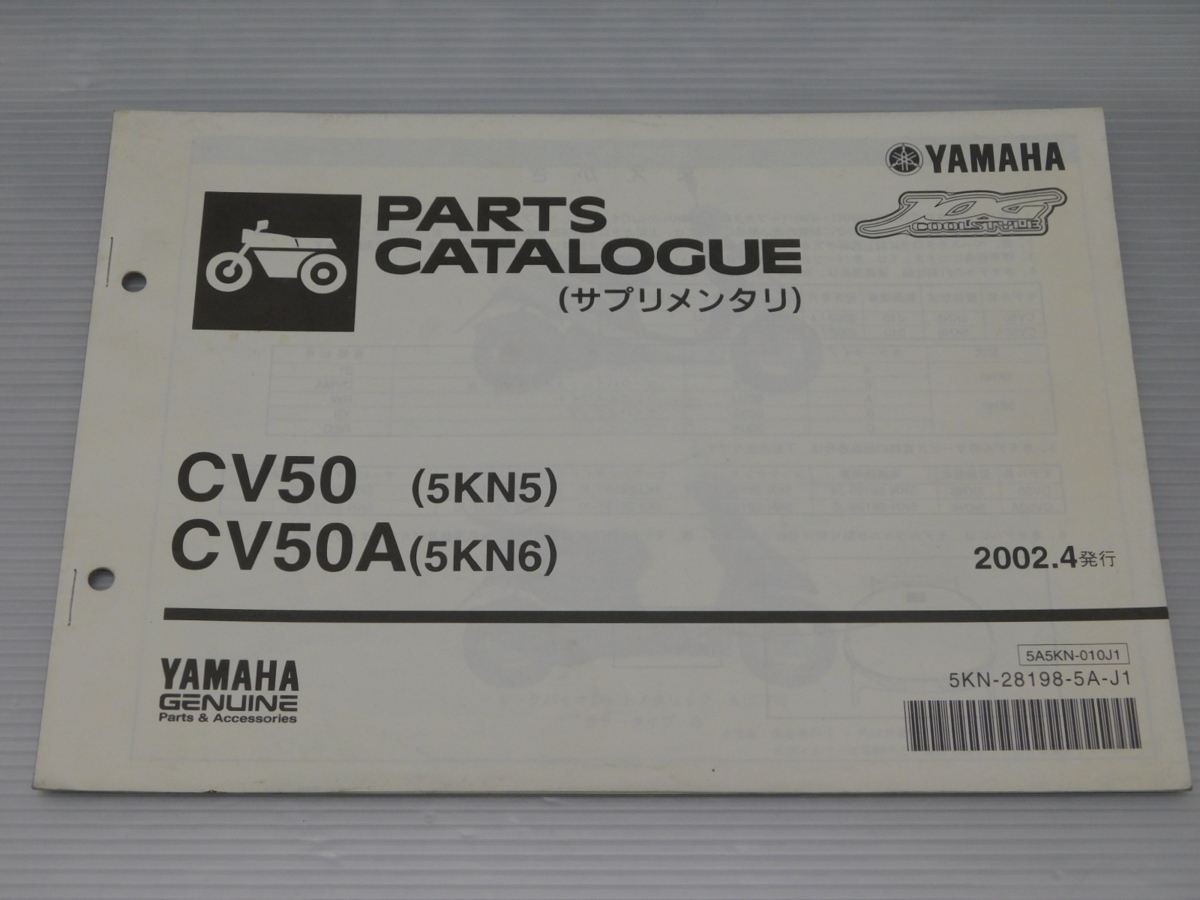 YAMAHA
JOG
COOLSTYLE
PARTS
CATALOGUE
(サプリメンタリ)
CV50 (5KN5)
CV50A(5KN6)
2002.4発行
YAMAHA
GENUINE
Parts & Accessories
5A5KN-010J1
5KN-28198-5A-J1